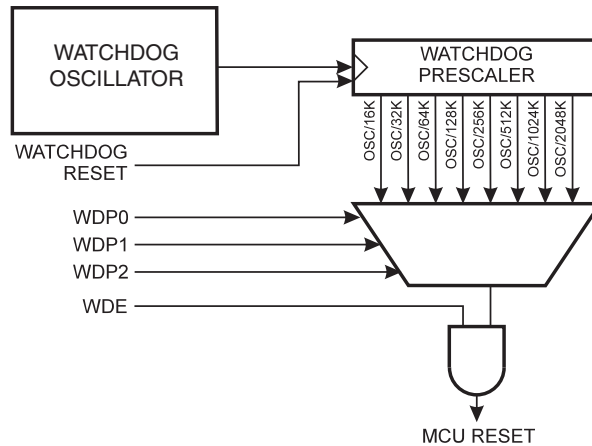 WATCHDOG
OSCILLATOR
WATCHDOG
PRESCALER
WATCHDOG
RESET
OSC/16K
OSC/32K
OSC/64K
OSC/128K
OSC/256K
OSC/512K
OSC/1024K
OSC/2048K
WDP0
WDP1
WDP2
WDE
MCU RESET